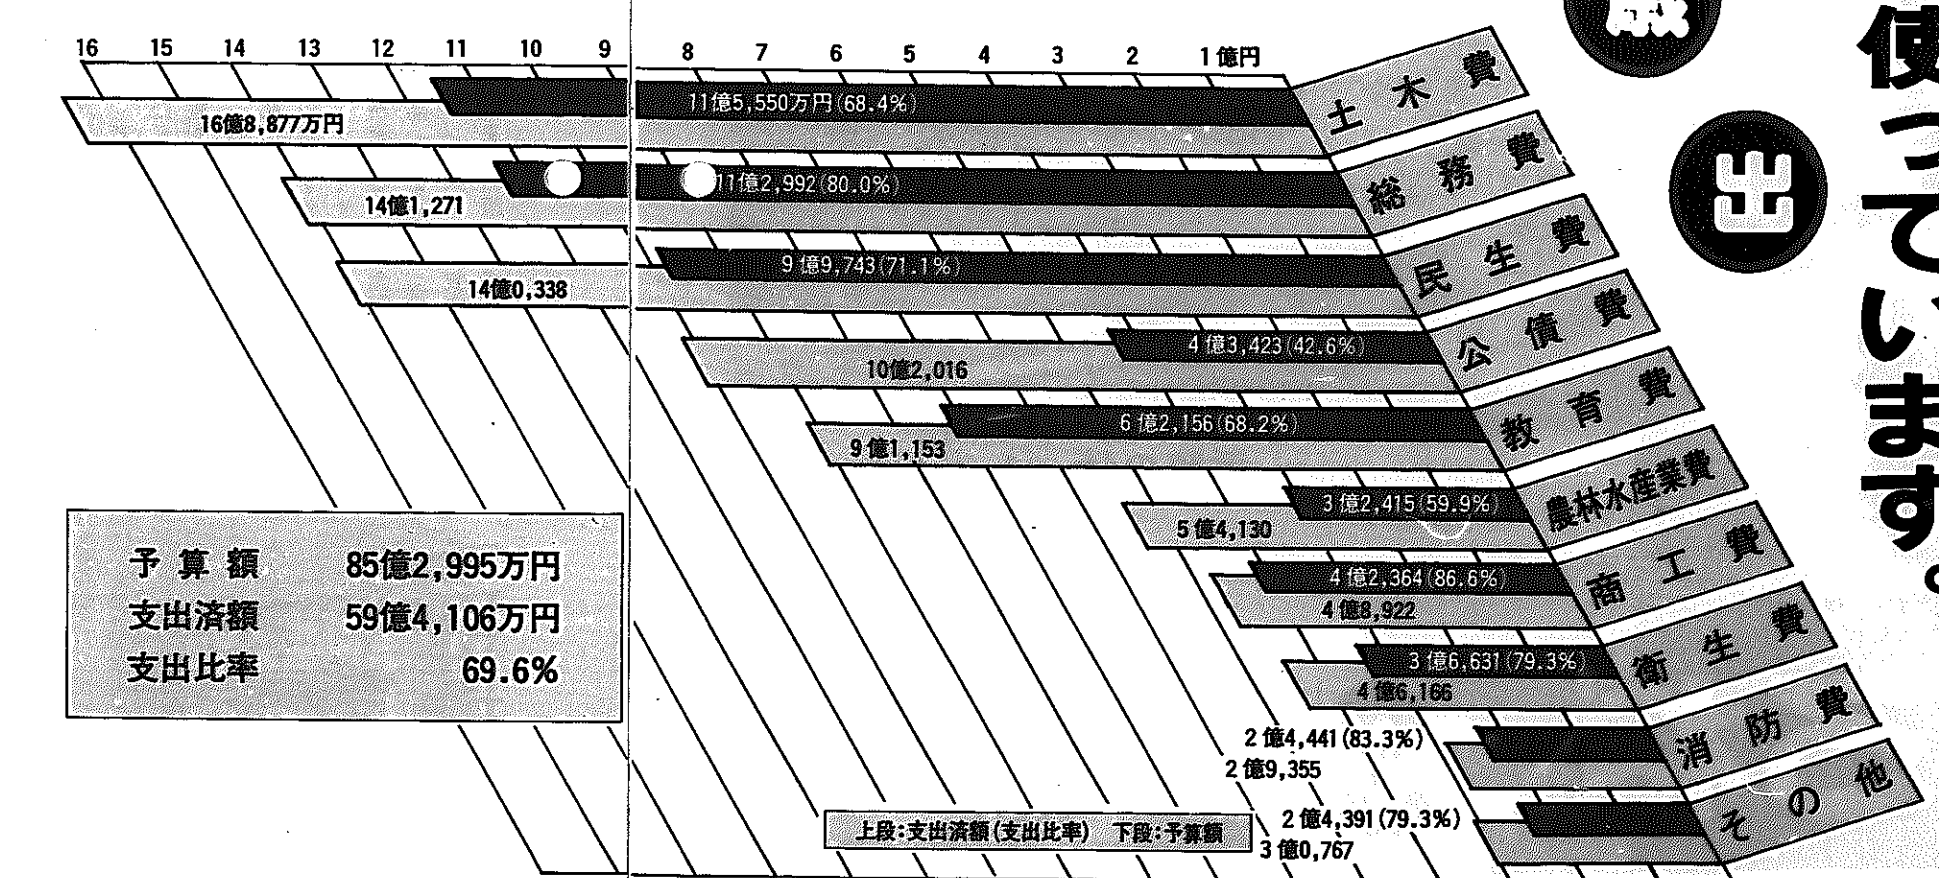 使っています。
出
16 15 14 13 12 11 10 9 8 7 6 5 4 3 2 1億円
土木費
11億5,550万円(68.4%)
16億8,877万円
総務費
11億2,992(80.0%)
14億1,271
民生費
9億9,743(71.1%)
14億0,338
公債費
4億3,423(42.6%)
10億2,016
教育費
6億2,156(68.2%)
9億1,153
農林水産業費
3億2,415(59.9%)
5億4,130
商工費
4億2,364(86.6%)
4億8,922
衛生費
3億6,631(79.3%)
4億6,166
消防費
2億4,441(83.3%)
2億9,355
その他
2億4,391(79.3%)
3億0,767
予算額 85億2,995万円
支出済額 59億4,106万円
支出比率 69.6%
上段:支出済額(支出比率) 下段:予算額